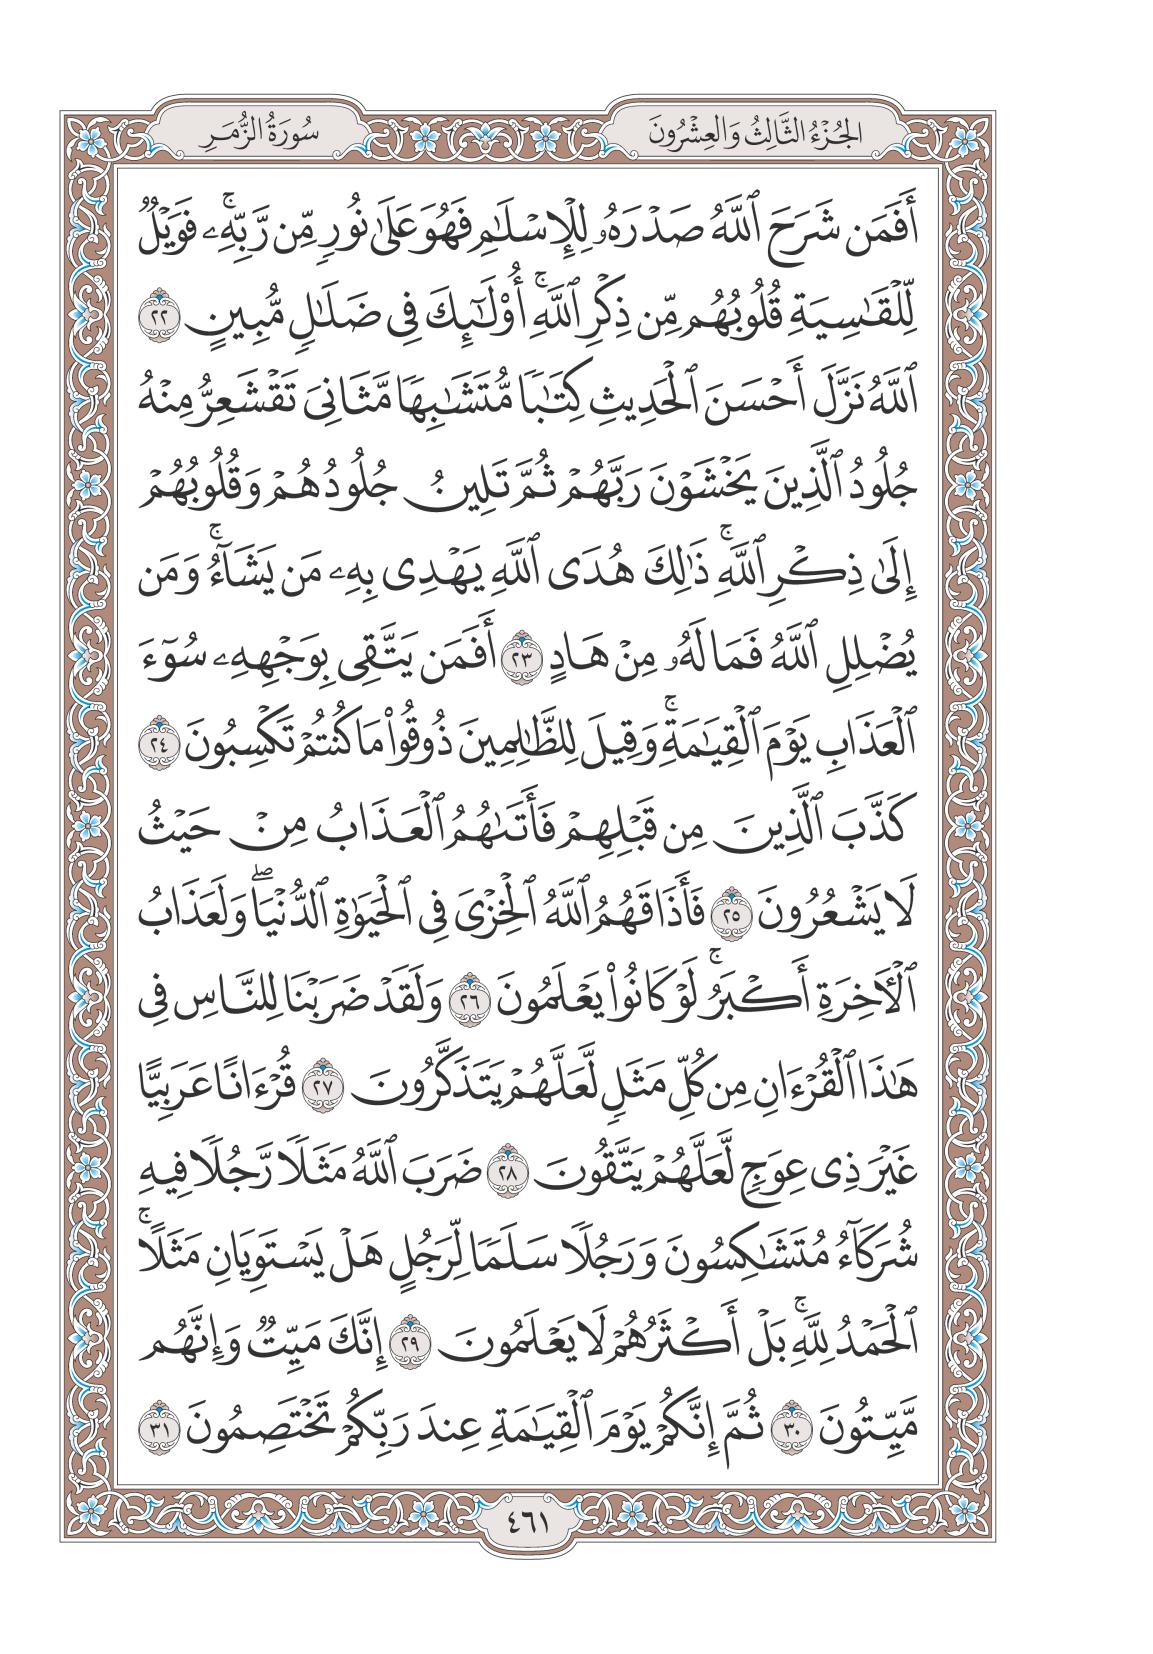 الجُزْءُ الثَّالِثُ وَالعِشْرُونَ
سُورَةُ الزُّمَرِ
أَفَمَن شَرَحَ ٱللَّهُ صَدْرَهُۥ لِلْإِسْلَٰمِ فَهُوَ عَلَىٰ نُورٍ مِّن رَّبِّهِۦۚ فَوَيْلٌ
لِّلْقَٰسِيَةِ قُلُوبُهُم مِّن ذِكْرِ ٱللَّهِۚ أُوْلَٰٓئِكَ فِى ضَلَٰلٍ مُّبِينٍ ٢٢
ٱللَّهُ نَزَّلَ أَحْسَنَ ٱلْحَدِيثِ كِتَٰبًا مُّتَشَٰبِهًا مَّثَانِىَ تَقْشَعِرُّ مِنْهُ
جُلُودُ ٱلَّذِينَ يَخْشَوْنَ رَبَّهُمْ ثُمَّ تَلِينُ جُلُودُهُمْ وَقُلُوبُهُمْ
إِلَىٰ ذِكْرِ ٱللَّهِۚ ذَٰلِكَ هُدَى ٱللَّهِ يَهْدِى بِهِۦ مَن يَشَآءُۚ وَمَن
يُضْلِلِ ٱللَّهُ فَمَا لَهُۥ مِنْ هَادٍ ٢٣ أَفَمَن يَتَّقِى بِوَجْهِهِۦ سُوٓءَ
ٱلْعَذَابِ يَوْمَ ٱلْقِيَٰمَةِۚ وَقِيلَ لِلظَّٰلِمِينَ ذُوقُوا۟ مَا كُنتُمْ تَكْسِبُونَ ٢٤
كَذَّبَ ٱلَّذِينَ مِن قَبْلِهِمْ فَأَتَىٰهُمُ ٱلْعَذَابُ مِنْ حَيْثُ
لَا يَشْعُرُونَ ٢٥ فَأَذَاقَهُمُ ٱللَّهُ ٱلْخِزْىَ فِى ٱلْحَيَوٰةِ ٱلدُّنْيَاۖ وَلَعَذَابُ
ٱلْءَاخِرَةِ أَكْبَرُۚ لَوْ كَانُوا۟ يَعْلَمُونَ ٢٦ وَلَقَدْ ضَرَبْنَا لِلنَّاسِ فِى
هَٰذَا ٱلْقُرْءَانِ مِن كُلِّ مَثَلٍ لَّعَلَّهُمْ يَتَذَكَّرُونَ ٢٧ قُرْءَانًا عَرَبِيًّا
غَيْرَ ذِى عِوَجٍ لَّعَلَّهُمْ يَتَّقُونَ ٢٨ ضَرَبَ ٱللَّهُ مَثَلًا رَّجُلًا فِيهِ
شُرَكَآءُ مُتَشَٰكِسُونَ وَرَجُلًا سَلَمًا لِّرَجُلٍ هَلْ يَسْتَوِيَانِ مَثَلًاۚ
ٱلْحَمْدُ لِلَّهِۚ بَلْ أَكْثَرُهُمْ لَا يَعْلَمُونَ ٢٩ إِنَّكَ مَيِّتٌ وَإِنَّهُم
مَّيِّتُونَ ٣٠ ثُمَّ إِنَّكُمْ يَوْمَ ٱلْقِيَٰمَةِ عِندَ رَبِّكُمْ تَخْتَصِمُونَ ٣١
٤٦١